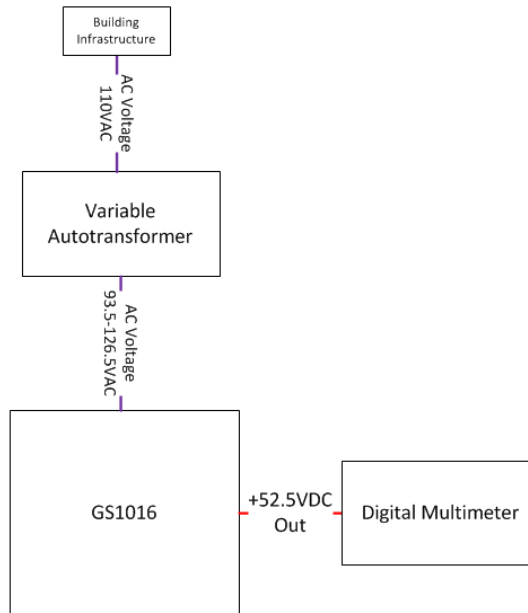 Building
Infrastructure
AC Voltage
110VAC
Variable
Autotransformer
AC Voltage
93.5-126.5VAC
GS1016
+52.5VDC
Out
Digital Multimeter